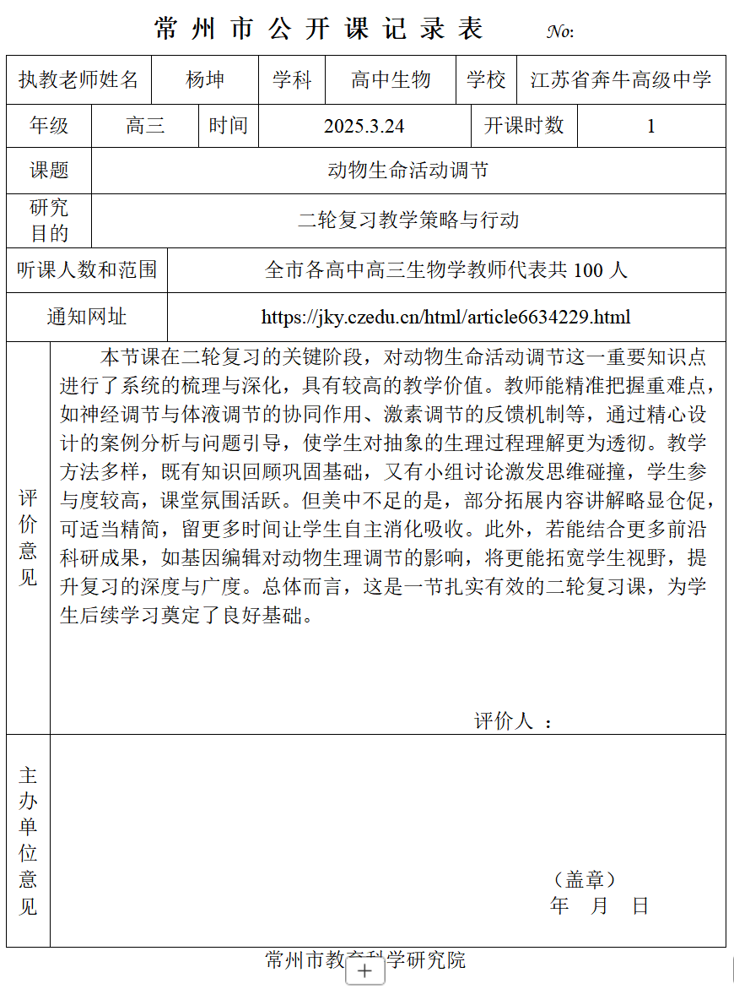 常州市公开课记录表 No:
执教老师姓名 杨坤 学科 高中生物 学校 江苏省奔牛高级中学
年级 高三 时间 2025.3.24 开课时数 1
课题 动物生命活动调节
研究
目的
二轮复习教学策略与行动
听课人数和范围 全市各高中高三生物学教师代表共 100 人
通知网址 https://jky.czedu.cn/html/article6634229.html
评价意见
本节课在二轮复习的关键阶段，对动物生命活动调节这一重要知识点
进行了系统的梳理与深化，具有较高的教学价值。教师能精准把握重难点，
如神经调节与体液调节的协同作用、激素调节的反馈机制等，通过精心设
计的案例分析与问题引导，使学生对抽象的生理过程理解更为透彻。教学
方法多样，既有知识回顾巩固基础，又有小组讨论激发思维碰撞，学生参
与度较高，课堂氛围活跃。但美中不足的是，部分拓展内容讲解略显仓促，
可适当精简，留更多时间让学生自主消化吸收。此外，若能结合更多前沿
科研成果，如基因编辑对动物生理调节的影响，将更能拓宽学生视野，提
升复习的深度与广度。总体而言，这是一节扎实有效的二轮复习课，为学
生后续学习奠定了良好基础。
评价人 ：
主办单位意见
（盖章）
年 月 日
常州市教育科学研究院